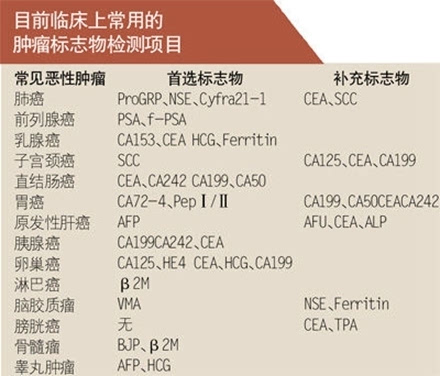 目前临床上常用的
肿瘤标志物检测项目
常见恶性肿瘤 首选标志物 补充标志物
肺癌 ProGRP、NSE、Cyfra21-1 CEA、SCC
前列腺癌 PSA、f-PSA
乳腺癌 CA153、CEA HCG、Ferritin
子宫颈癌 SCC CA125、CEA、CA199
直结肠癌 CEA、CA242 CA199、CA50
胃癌 CA72-4、PepⅠ/Ⅱ CA199、CA50CEACA242
原发性肝癌 AFP AFU、CEA、ALP
胰腺癌 CA199CA242、CEA
卵巢癌 CA125、HE4 CEA、HCG、CA199
淋巴癌 β2M
脑胶质瘤 VMA NSE、Ferritin
膀胱癌 无 CEA、TPA
骨髓瘤 BJP、β2M
睾丸肿瘤 AFP、HCG